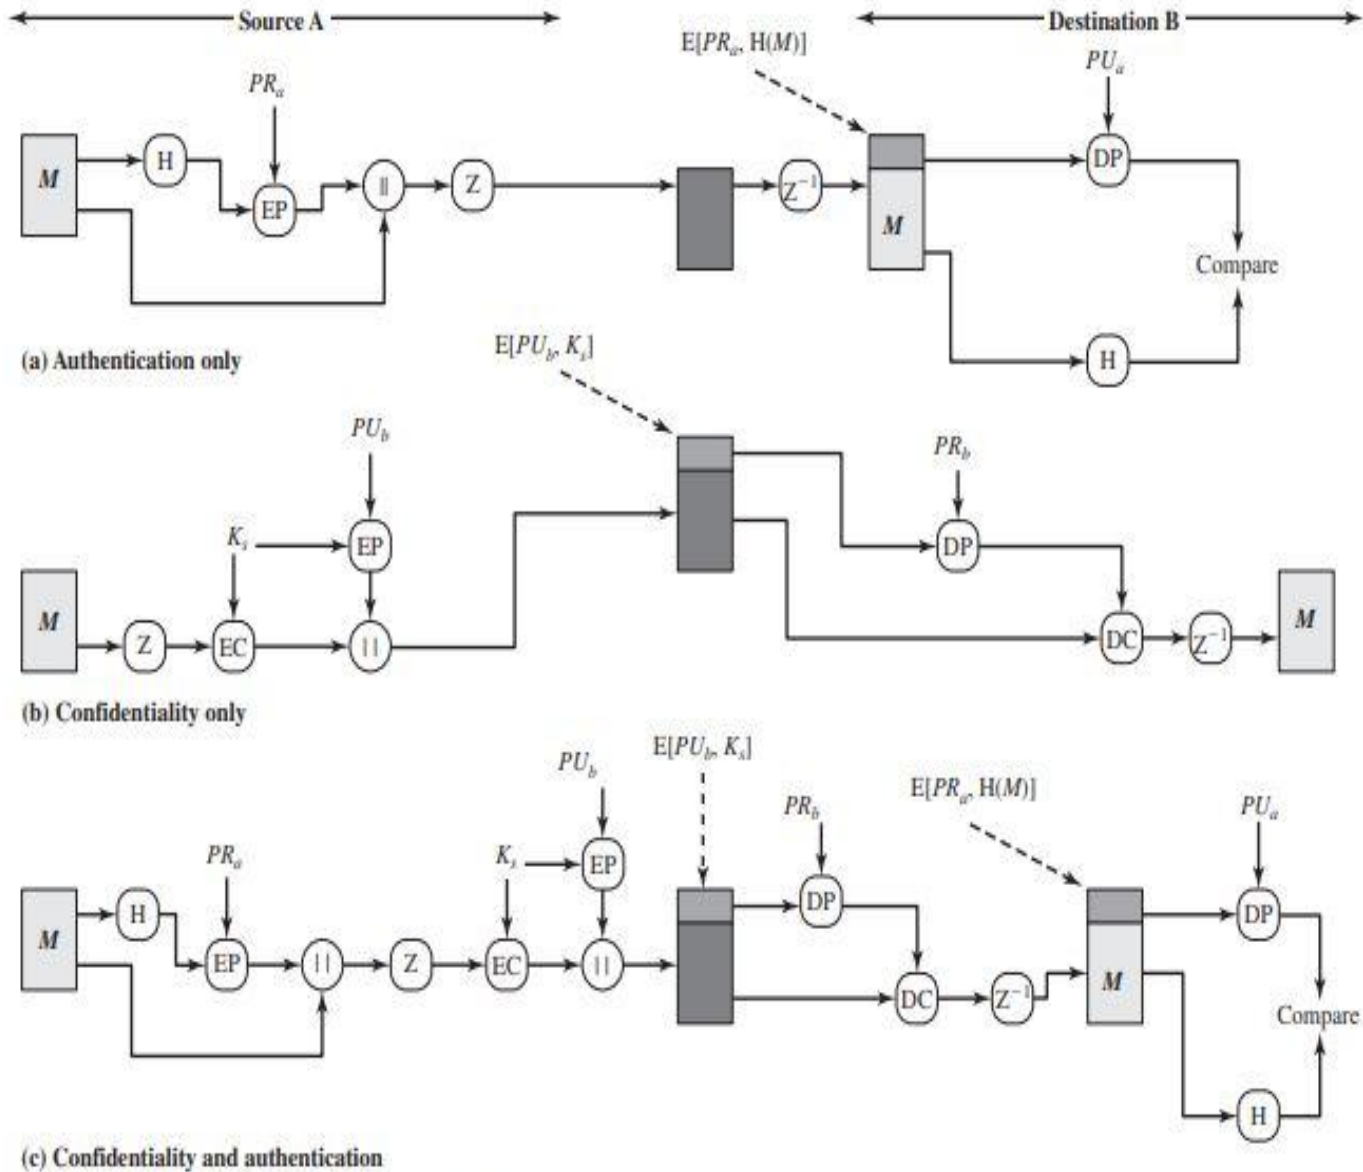 Source A
Destination B
E[PRa, H(M)]
PUa
PRa
M
H
EP
||
Z
Z⁻¹
M
DP
Compare
H
(a) Authentication only
E[PUb, Ks]
PUb
PRb
Ks
EP
DP
M
Z
EC
||
DC
Z⁻¹
M
(b) Confidentiality only
PUb
E[PUb, Ks]
PRb
E[PRa, H(M)]
PUa
PRa
Ks
EP
M
H
EP
||
Z
EC
||
DP
DC
Z⁻¹
M
DP
Compare
H
(c) Confidentiality and authentication